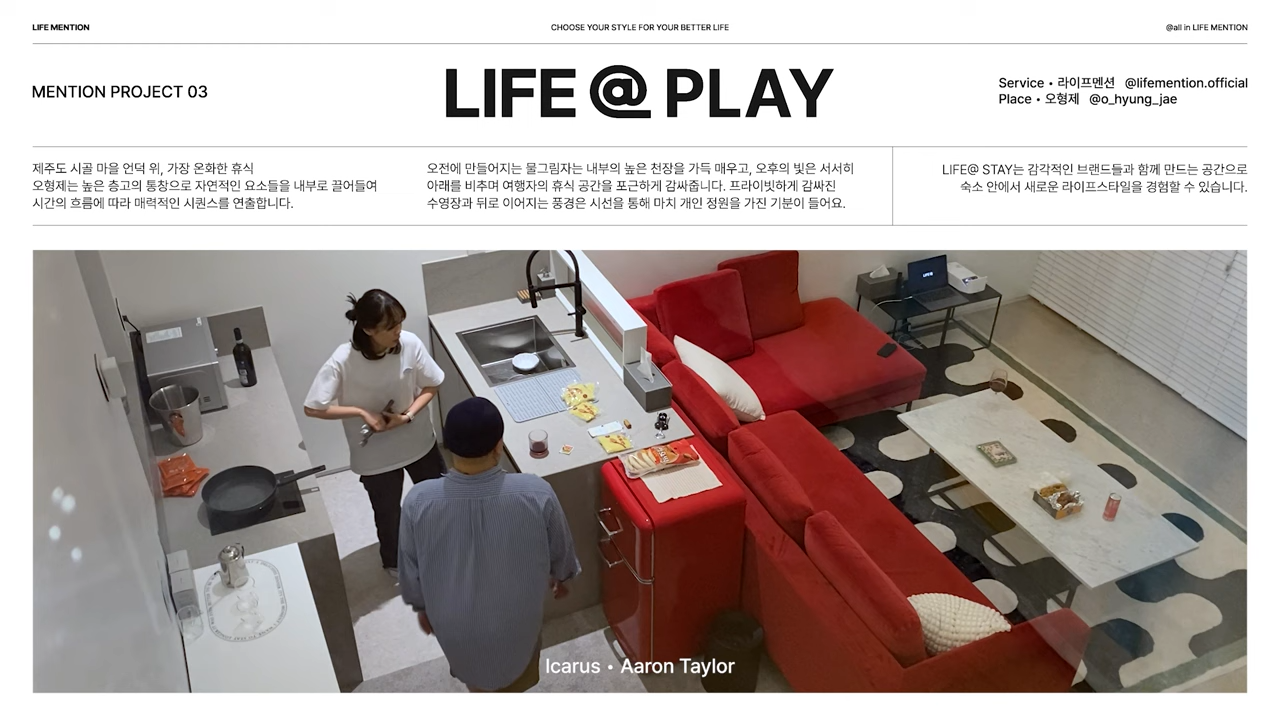 LIFE MENTION
CHOOSE YOUR STYLE FOR YOUR BETTER LIFE
@all in LIFE MENTION
MENTION PROJECT 03
LIFE @ PLAY
Service • 라이프멘션 @lifemention.official
Place • 오형제 @o_hyung_jae
제주도 시골 마을 언덕 위, 가장 온화한 휴식
오형제는 높은 층고의 통창으로 자연적인 요소들을 내부로 끌어들여
시간의 흐름에 따라 매력적인 시퀀스를 연출합니다.
오전에 만들어지는 물그림자는 내부의 높은 천장을 가득 매우고, 오후의 빛은 서서히
아래를 비추며 여행자의 휴식 공간을 포근하게 감싸줍니다. 프라이빗하게 감싸진
수영장과 뒤로 이어지는 풍경은 시선을 통해 마치 개인 정원을 가진 기분이 들어요.
LIFE@ STAY는 감각적인 브랜드들과 함께 만드는 공간으로
숙소 안에서 새로운 라이프스타일을 경험할 수 있습니다.
LIFE@
Icarus • Aaron Taylor